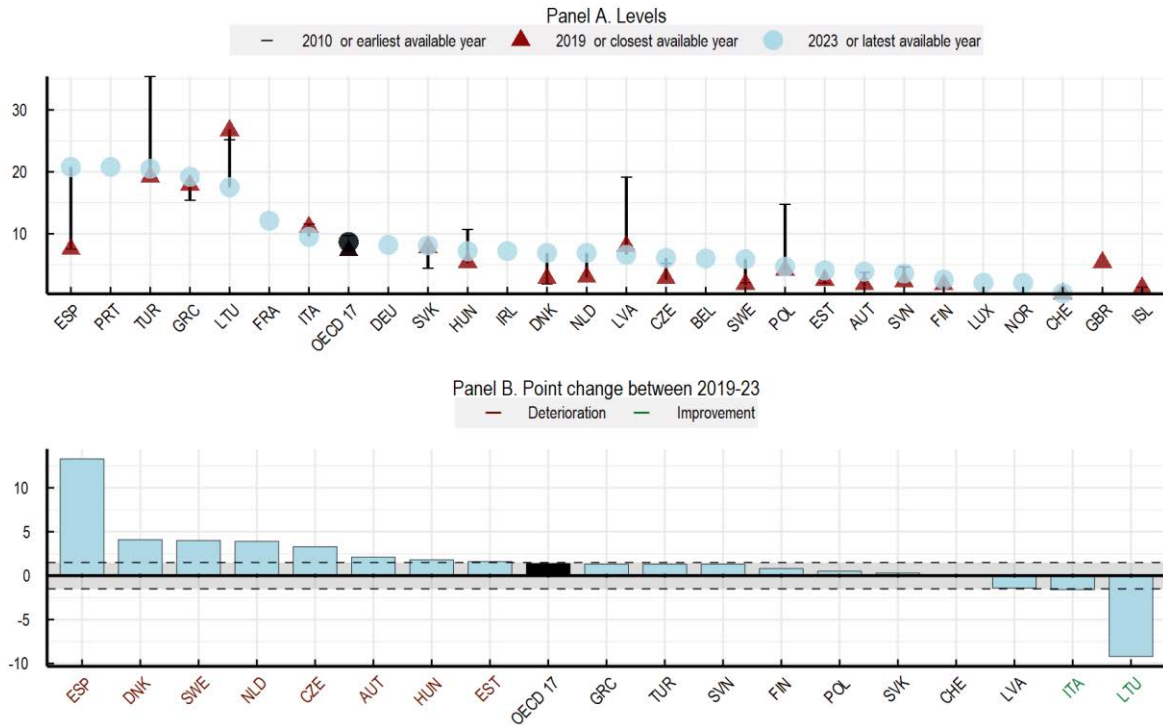 Panel A. Levels
2010 or earliest available year 2019 or closest available year 2023 or latest available year
30
20
10
ESP PRT TUR GRC LTU FRA ITA OECD 17 DEU SVK HUN IRL DNK NLD LVA CZE BEL SWE POL EST AUT SVN FIN LUX NOR CHE GBR ISL
Panel B. Point change between 2019-23
Deterioration Improvement
10
5
0
-5
-10
ESP DNK SWE NLD CZE AUT HUN EST OECD 17 GRC TUR SVN FIN POL SVK CHE LVA ITA LTU